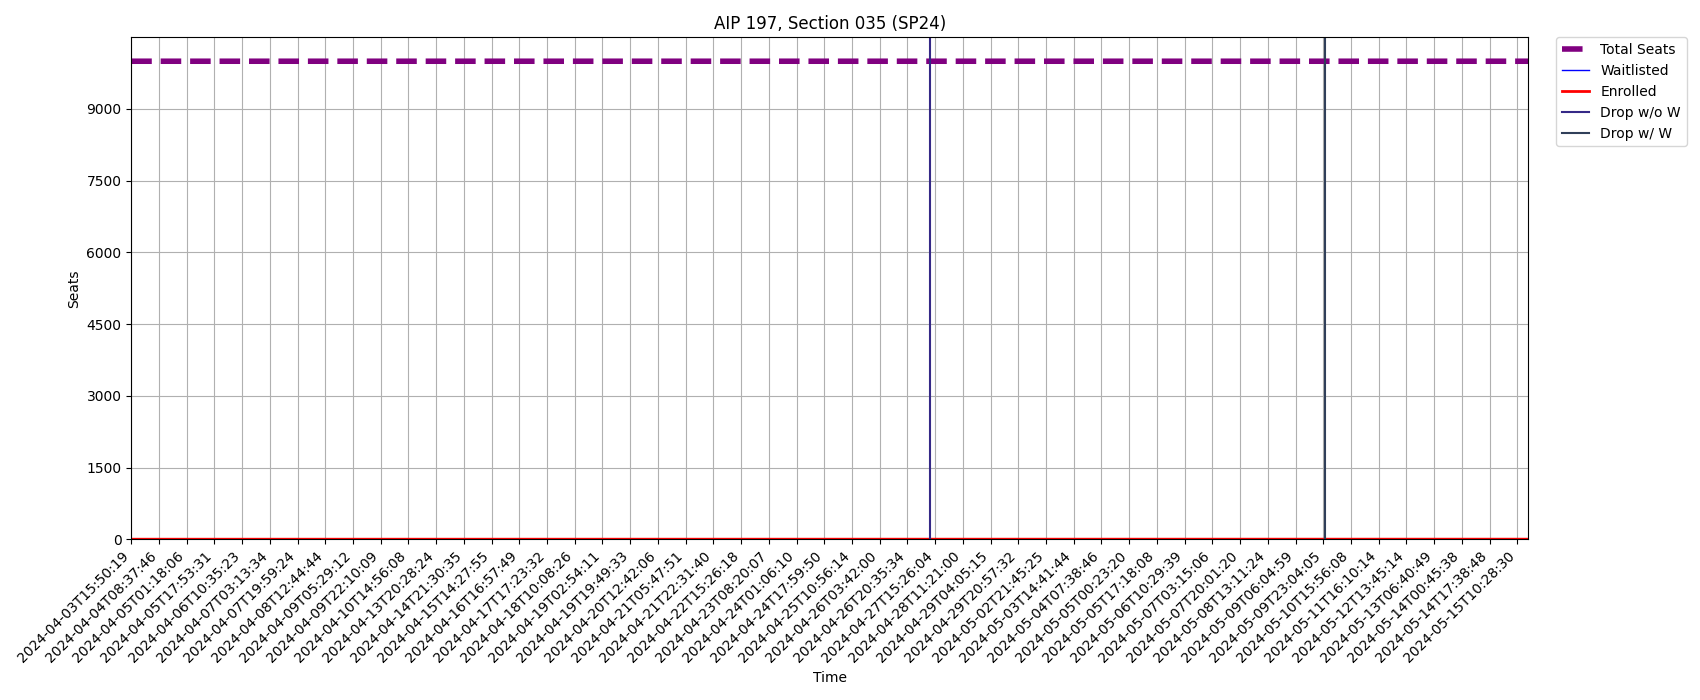 AIP 197, Section 035 (SP24)
Total Seats
Waitlisted
Enrolled
Drop w/o W
Drop w/ W
Seats
9000
7500
6000
4500
3000
1500
0
2024-04-03T15:50:19
2024-04-04T08:37:46
2024-04-05T01:18:06
2024-04-05T17:53:31
2024-04-06T10:35:23
2024-04-07T03:13:34
2024-04-07T19:59:24
2024-04-08T12:44:44
2024-04-09T05:29:12
2024-04-09T22:10:09
2024-04-10T14:56:08
2024-04-13T20:28:24
2024-04-14T21:30:35
2024-04-15T14:27:55
2024-04-16T16:57:49
2024-04-17T17:23:32
2024-04-18T10:08:26
2024-04-19T02:54:11
2024-04-19T19:49:33
2024-04-20T12:42:06
2024-04-21T05:47:51
2024-04-21T22:31:40
2024-04-22T15:26:18
2024-04-23T08:20:07
2024-04-24T01:06:10
2024-04-24T17:59:50
2024-04-25T10:56:14
2024-04-26T03:42:00
2024-04-26T20:35:34
2024-04-27T15:26:04
2024-04-28T11:21:00
2024-04-29T04:05:15
2024-04-29T20:57:32
2024-05-02T21:45:25
2024-05-03T14:41:44
2024-05-04T07:38:46
2024-05-05T00:23:20
2024-05-05T17:18:08
2024-05-06T10:29:39
2024-05-07T03:15:06
2024-05-07T20:01:20
2024-05-08T13:11:24
2024-05-09T06:04:59
2024-05-09T23:04:05
2024-05-10T15:56:08
2024-05-11T16:10:14
2024-05-12T13:45:14
2024-05-13T06:40:49
2024-05-14T00:45:38
2024-05-14T17:38:48
2024-05-15T10:28:30
Time